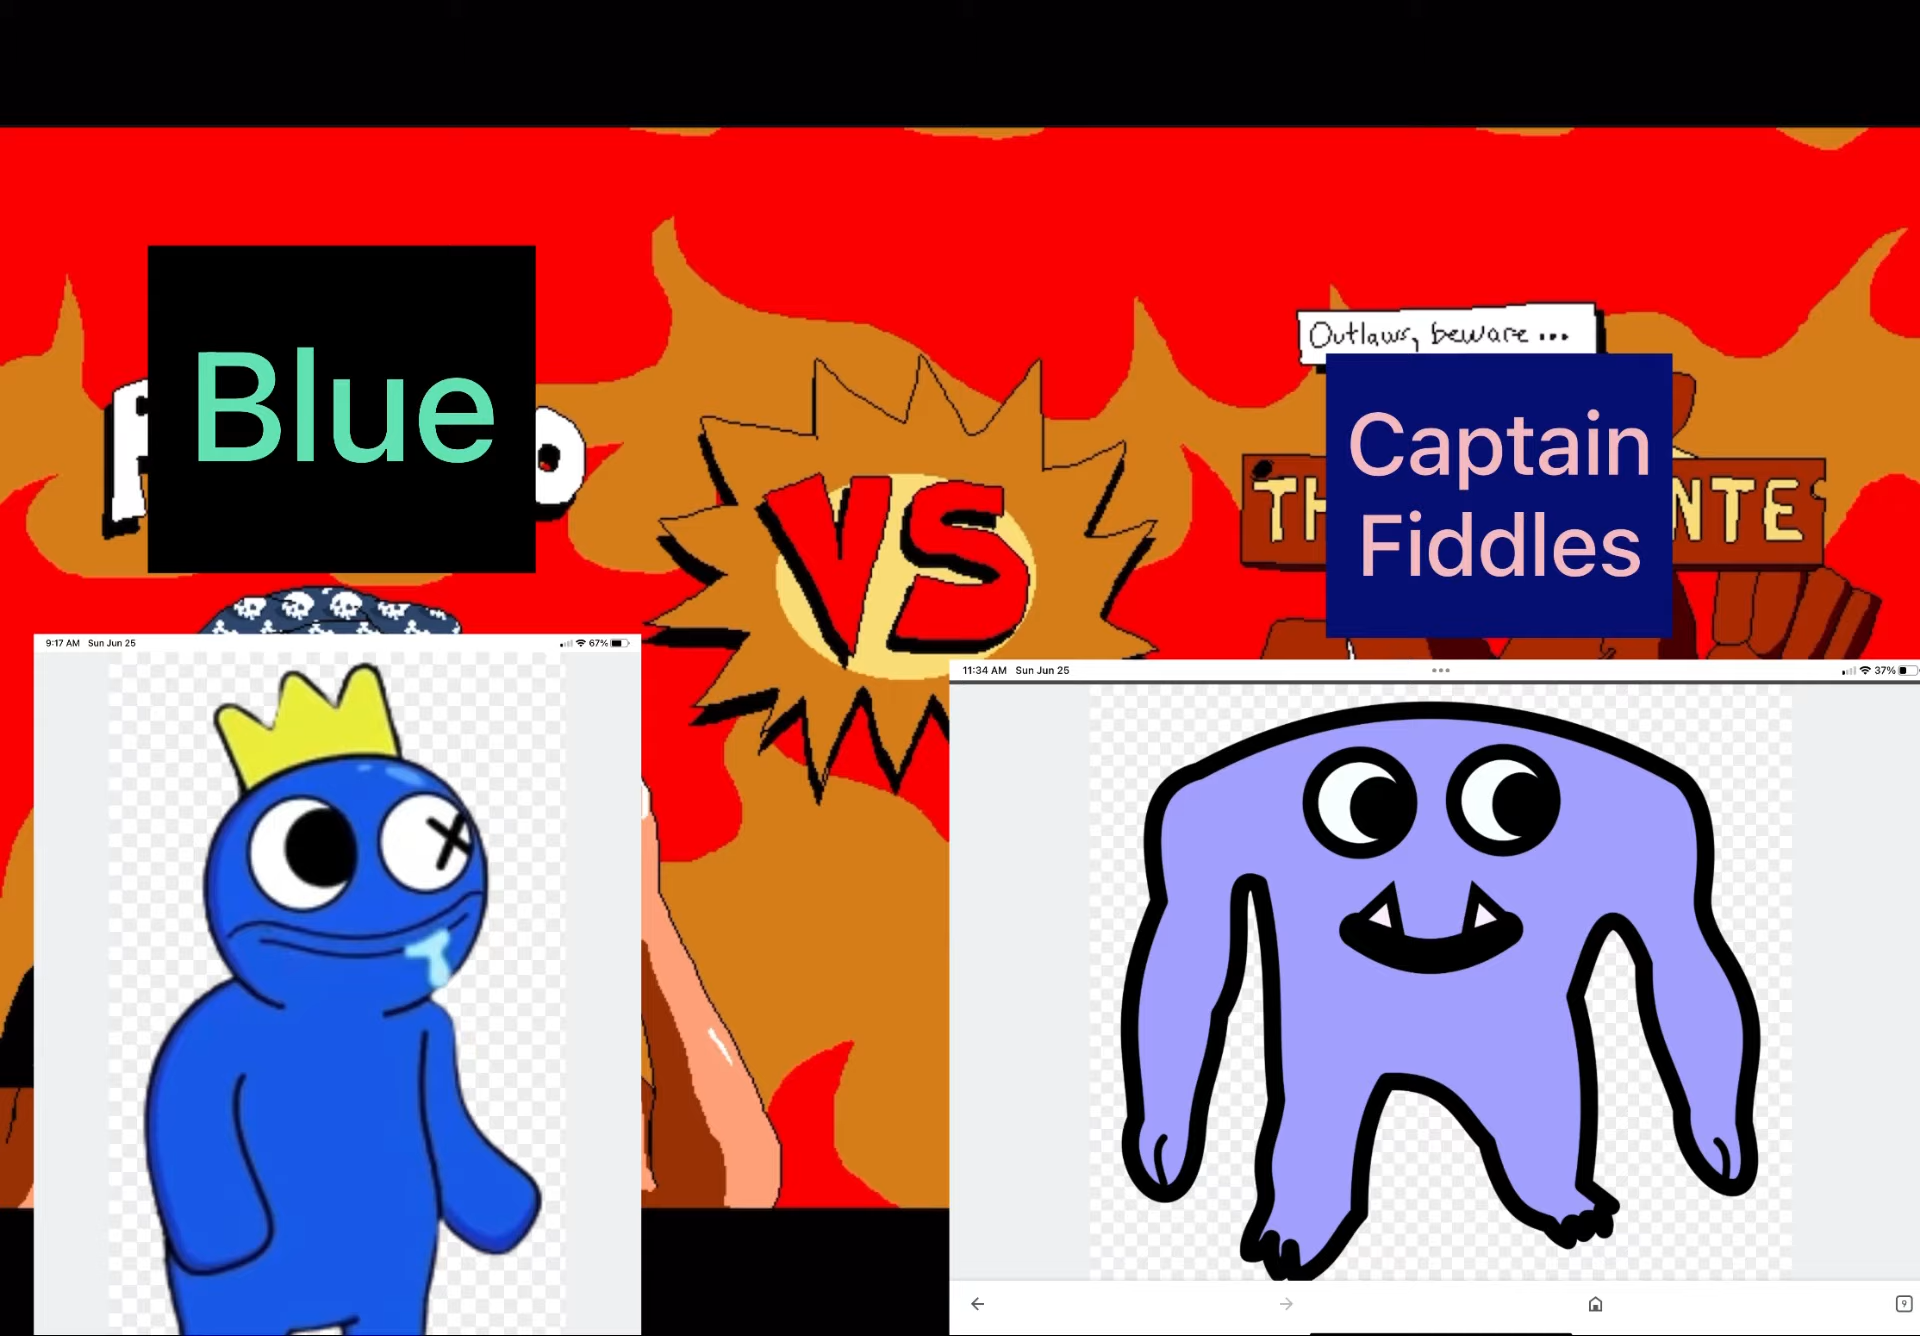 Blue
Outlaws, beware...
Captain
Fiddles
VS
9:17 AM Sun Jun 25
67%
11:34 AM Sun Jun 25
37%
9